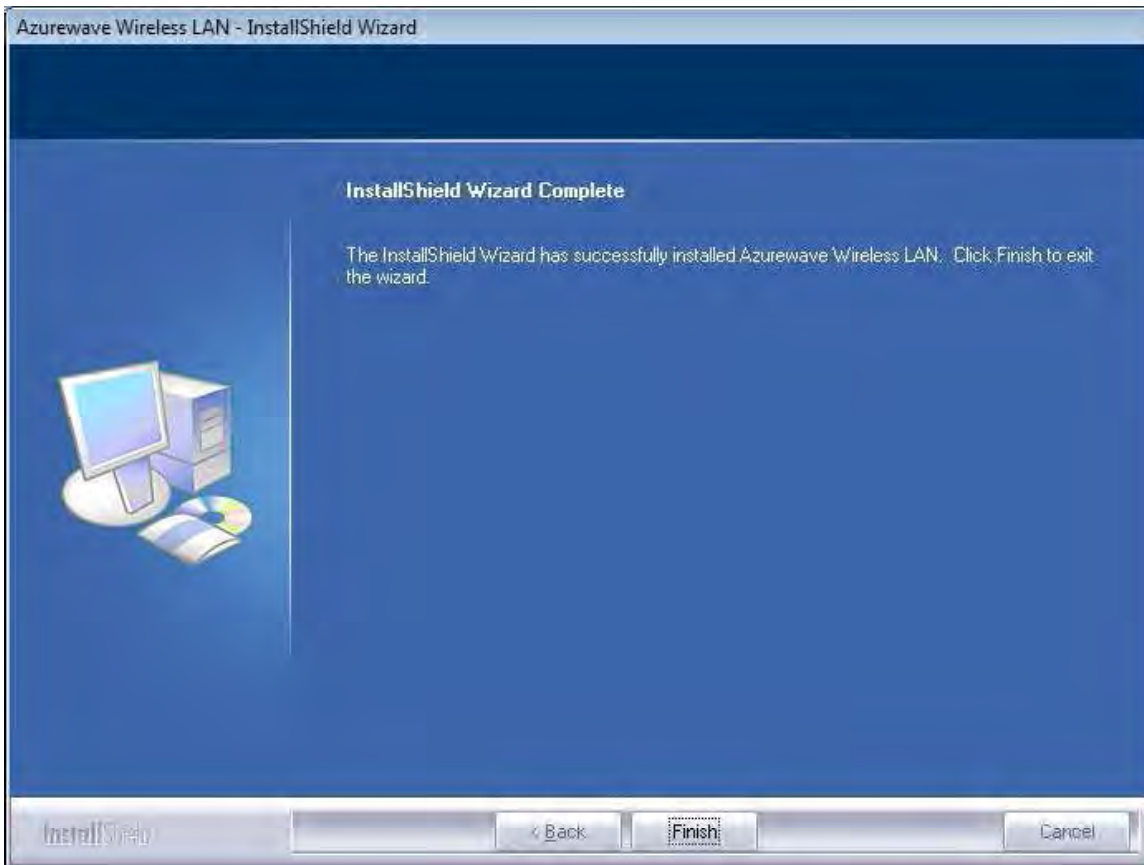 Azurewave Wireless LAN - InstallShield Wizard
InstallShield Wizard Complete
The InstallShield Wizard has successfully installed Azurewave Wireless LAN. Click Finish to exit
the wizard.
InstallShield
< Back
Finish
Cancel